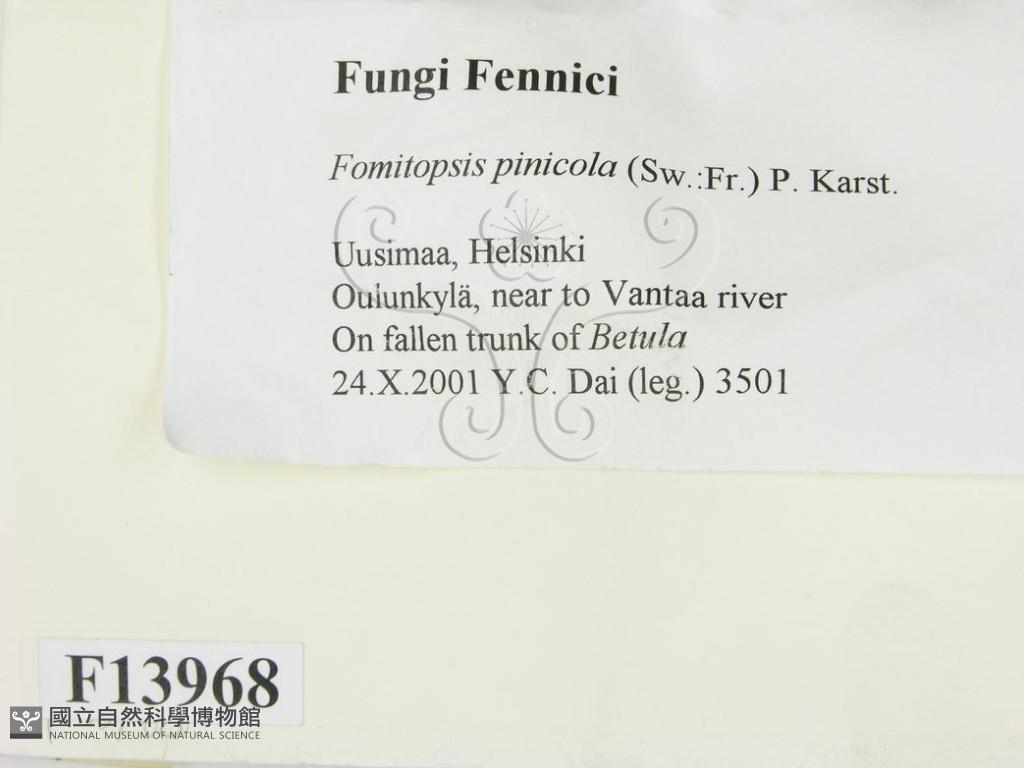 Fungi Fennici
Fomitopsis pinicola (Sw.:Fr.) P. Karst.
Uusimaa, Helsinki
Oulunkylä, near to Vantaa river
On fallen trunk of Betula
24.X.2001 Y.C. Dai (leg.) 3501
F13968
國立自然科學博物館
NATIONAL MUSEUM OF NATURAL SCIENCE